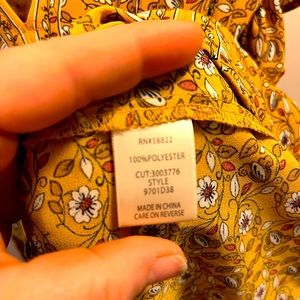 RN#58822
100%POLYESTER
CUT:3003776
STYLE
9701D38
MADE IN CHINA
CARE ON REVERSE